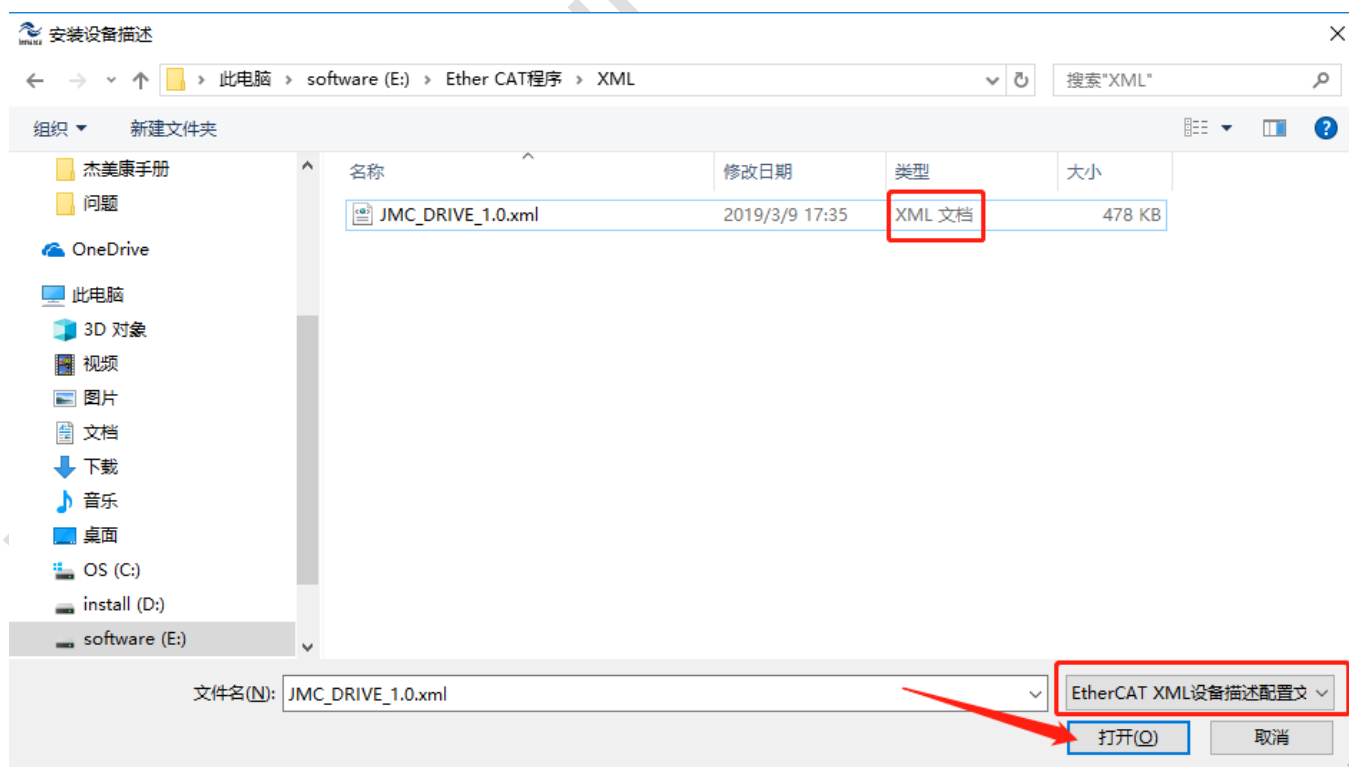 安装设备描述
此电脑 › software (E:) › Ether CAT程序 › XML
搜索"XML"
组织
新建文件夹
杰美康手册
问题
OneDrive
此电脑
3D 对象
视频
图片
文档
下载
音乐
桌面
OS (C:)
install (D:)
software (E:)
名称 修改日期 类型 大小
JMC_DRIVE_1.0.xml 2019/3/9 17:35 XML 文档 478 KB
文件名(N): JMC_DRIVE_1.0.xml
EtherCAT XML设备描述配置文
打开(O)
取消